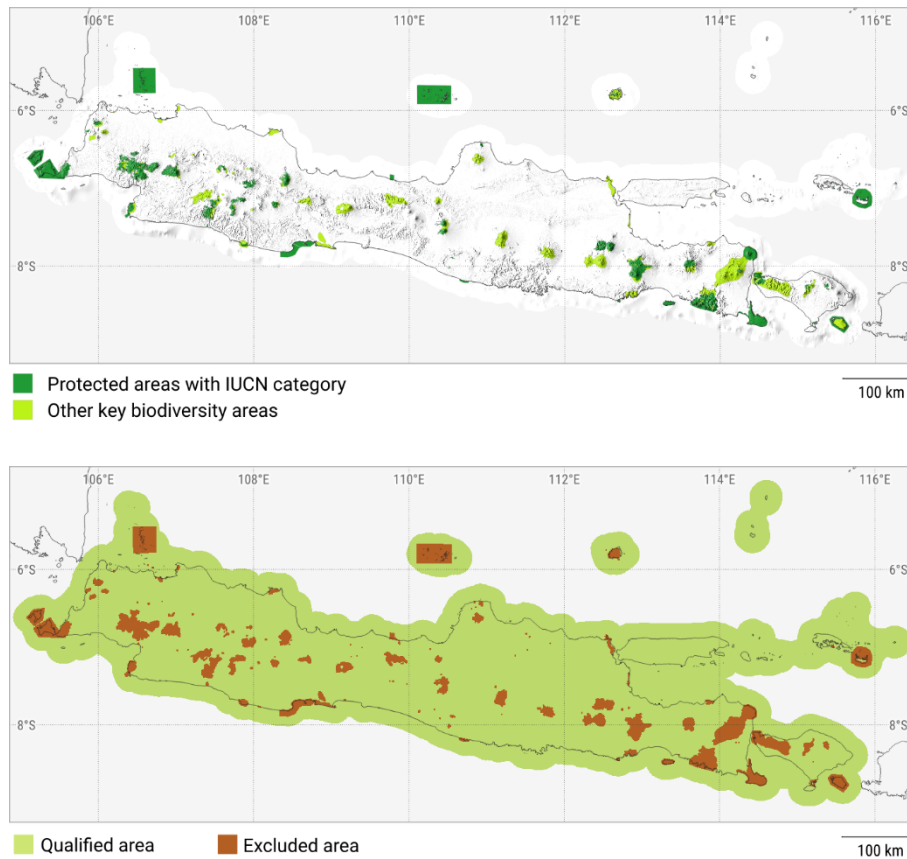 106°E 108°E 110°E 112°E 114°E 116°E
6°S 6°S
8°S 8°S
Protected areas with IUCN category
Other key biodiversity areas
100 km
106°E 108°E 110°E 112°E 114°E 116°E
6°S 6°S
8°S 8°S
Qualified area Excluded area
100 km